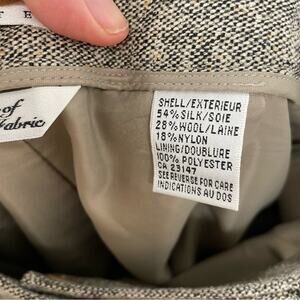 T E
of
Fabric
SHELL/EXTERIEUR
54% SILK/SOIE
28% WOOL/LAINE
18% NYLON
LINING/DOUBLURE
100% POLYESTER
CA 23147
SEE REVERSE FOR CARE
INDICATIONS AU DOS